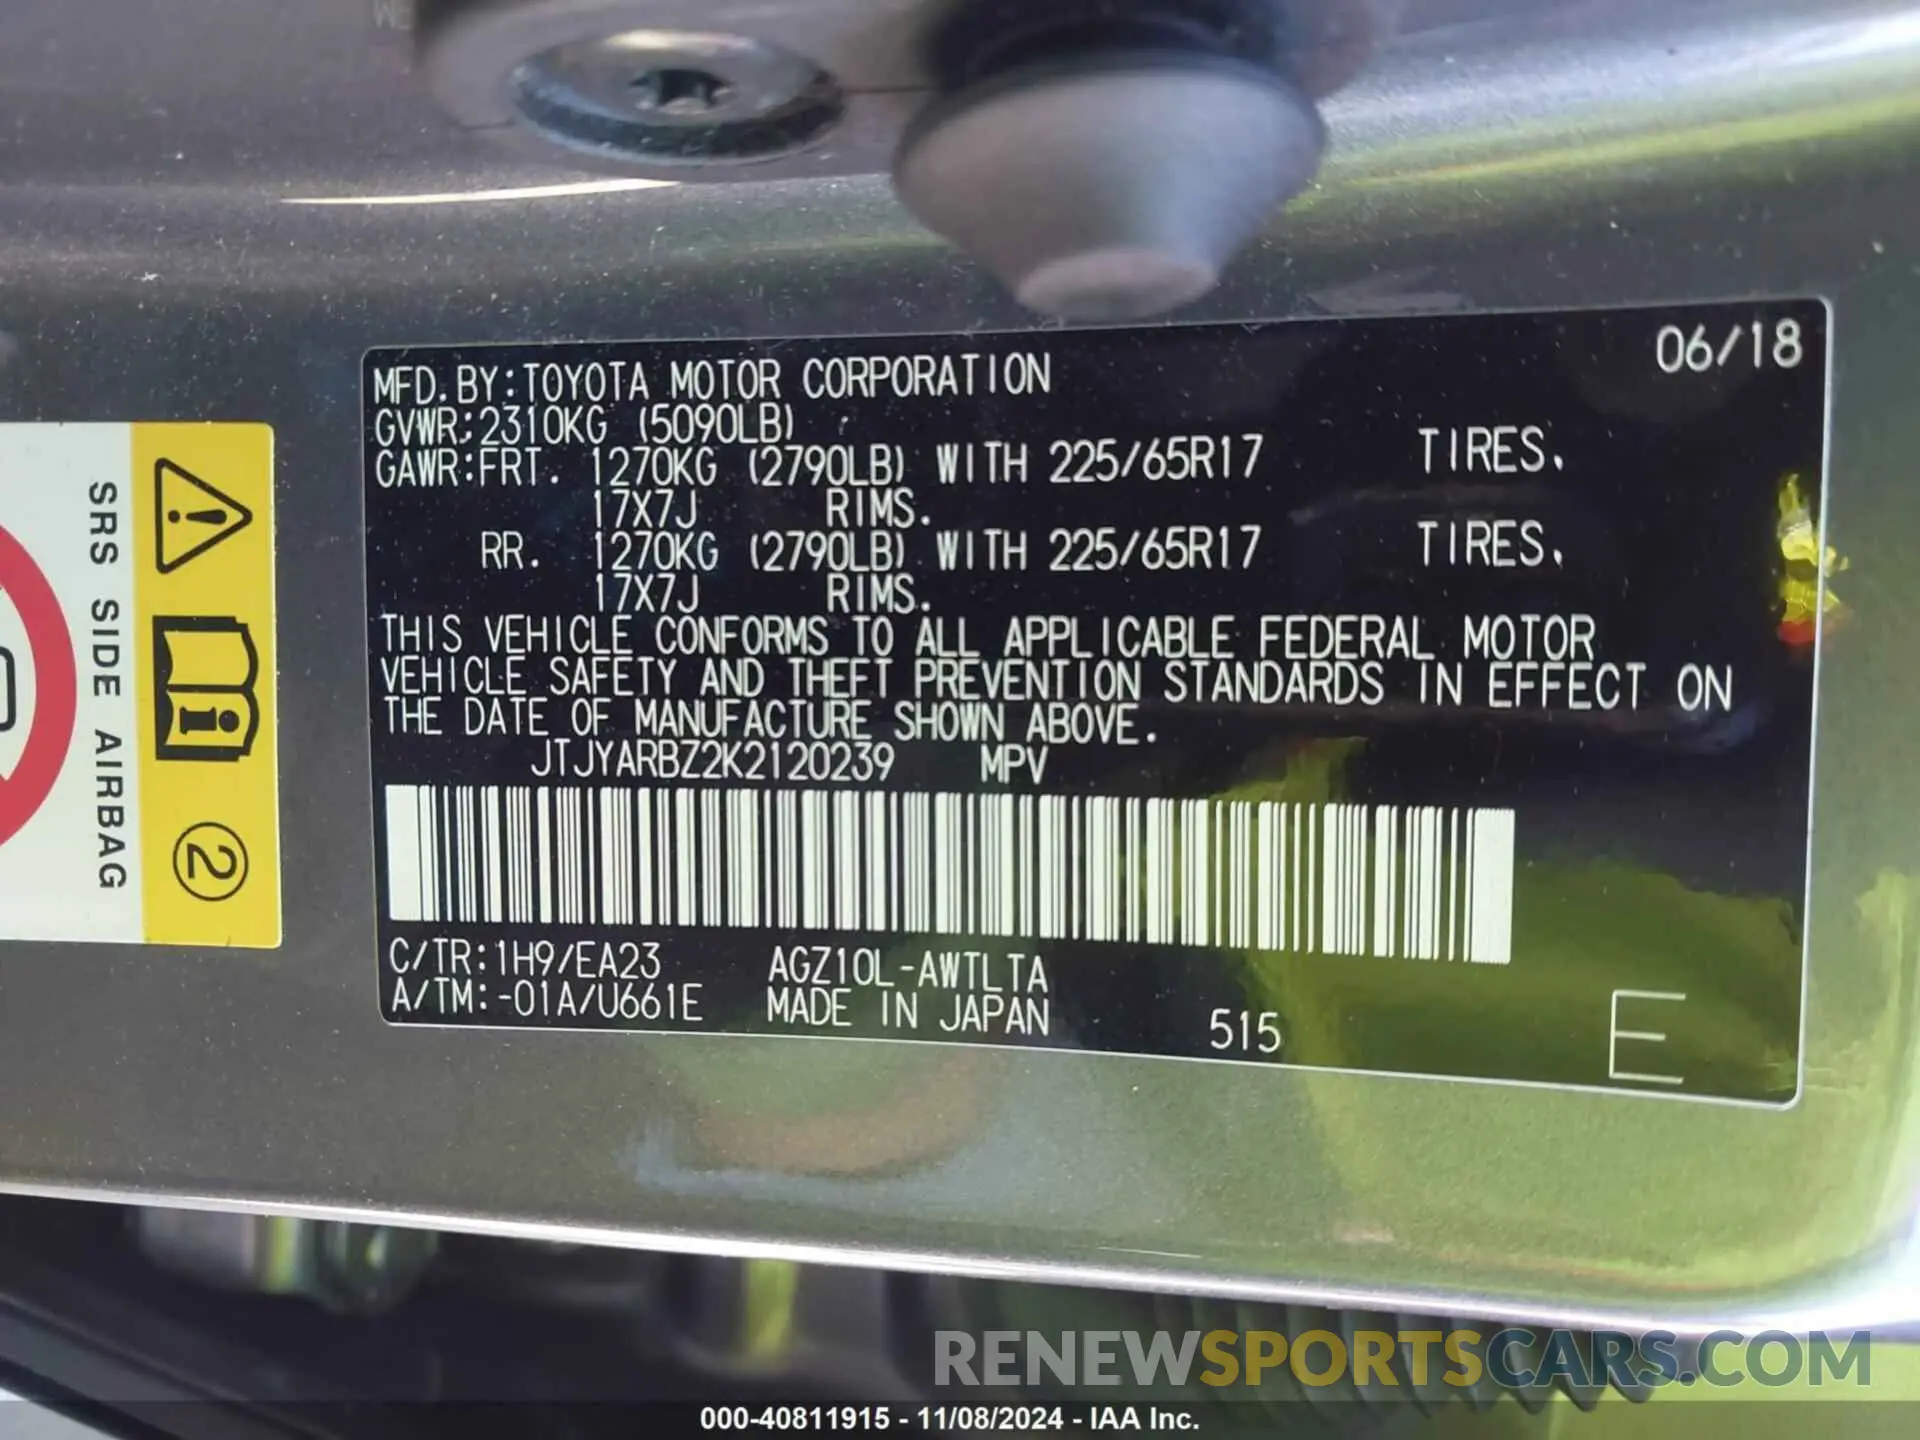 06/18
MFD.BY:TOYOTA MOTOR CORPORATION
GVWR:2310KG (5090LB)
GAWR:FRT. 1270KG (2790LB) WITH 225/65R17 TIRES.
17X7J RIMS.
RR. 1270KG (2790LB) WITH 225/65R17 TIRES.
17X7J RIMS.
THIS VEHICLE CONFORMS TO ALL APPLICABLE FEDERAL MOTOR
VEHICLE SAFETY AND THEFT PREVENTION STANDARDS IN EFFECT ON
THE DATE OF MANUFACTURE SHOWN ABOVE.
JTJYARBZ2K2120239 MPV
C/TR:1H9/EA23 AGZ10L-AWTLTA
A/TM:-01A/U661E MADE IN JAPAN 515 E
SRS SIDE AIRBAG
2
RENEWSPORTSCARS.COM
000-40811915 - 11/08/2024 - IAA Inc.